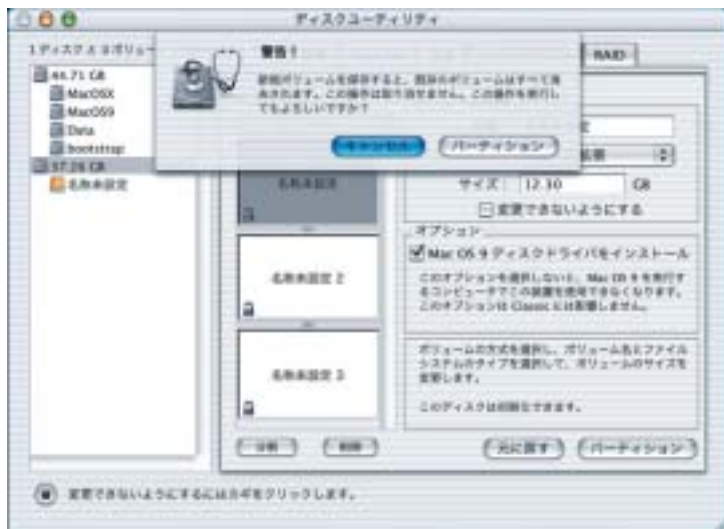 ディスクユーティリティ
警告！
新規ボリュームを保存すると、既存のボリュームはすべて消
去されます。この操作は取り消せません。この操作を実行し
てもよろしいですか？
キャンセル
パーティション
RAID
44.71 GB
MacOSX
MacOS9
Data
bootstrap
57.26 GB
名称未設定
名称未設定
名称未設定 2
名称未設定 3
分割
削除
サイズ： 12.10 GB
変更できないようにする
オプション
Mac OS 9 ディスクドライバをインストール
このオプションを選択しないと、Mac OS 9 を実行す
るコンピュータでこの装置を使用できなくなります。
このオプションは Classic には影響しません。
ボリュームの方式を選択し、ボリューム名とファイル
システムのタイプを選択して、ボリュームのサイズを
変更します。
このディスクは初期化できます。
元に戻す
パーティション
変更できないようにするにはカギをクリックします。